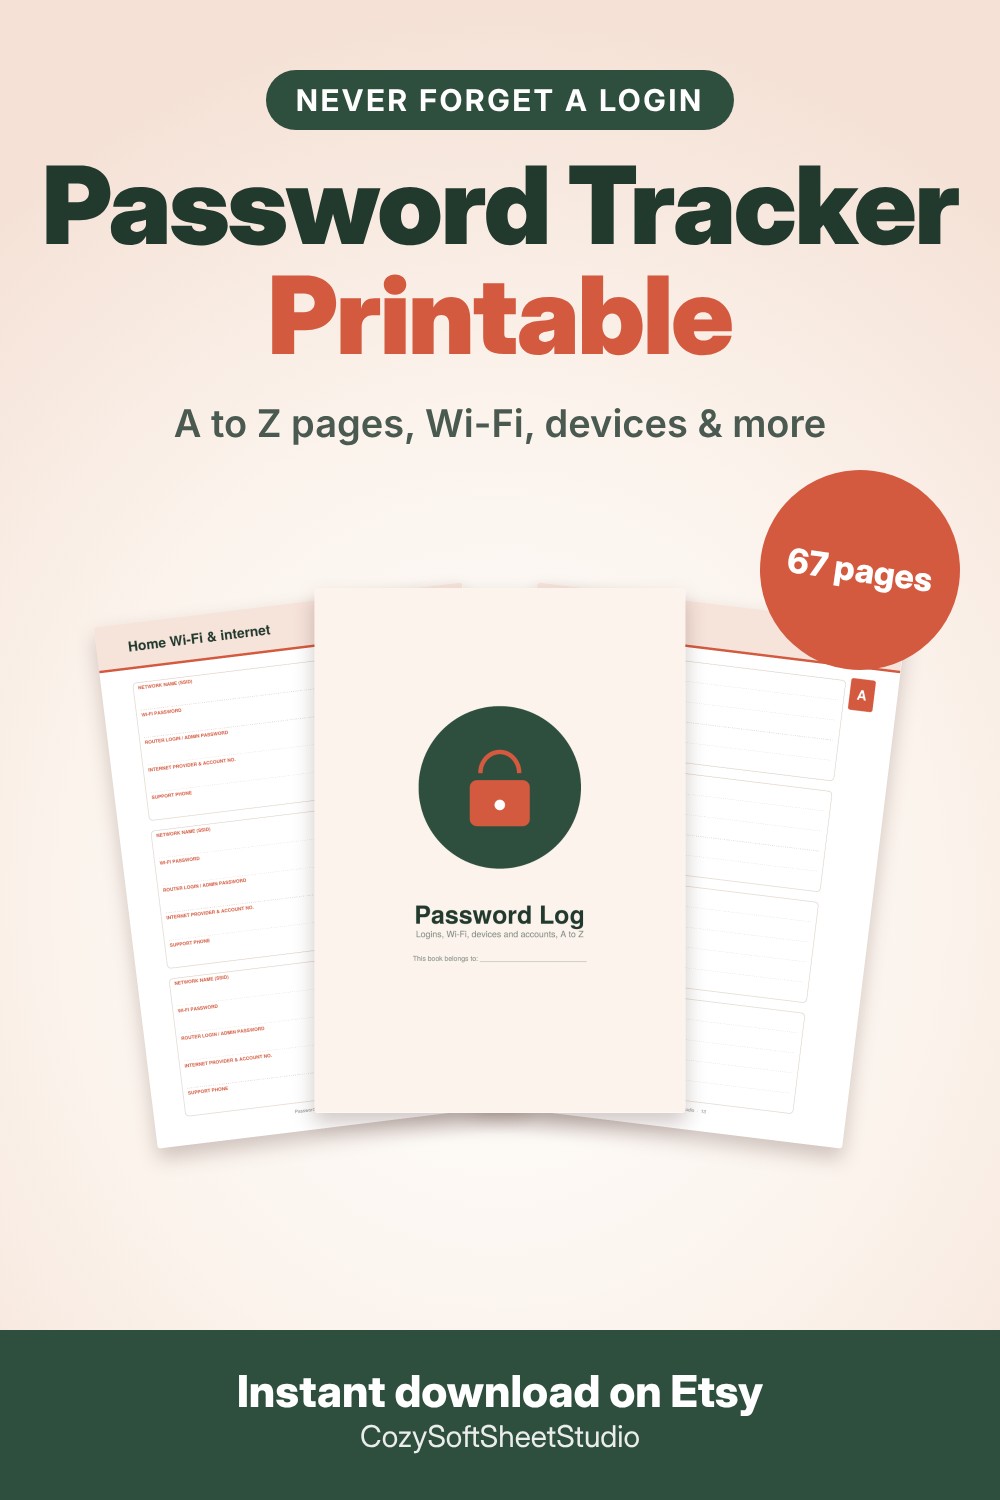 NEVER FORGET A LOGIN
Password Tracker
Printable
A to Z pages, Wi-Fi, devices & more
67 pages
Home Wi-Fi & internet
NETWORK NAME (SSID)
WI-FI PASSWORD
ROUTER LOGIN / ADMIN PASSWORD
INTERNET PROVIDER & ACCOUNT NO.
SUPPORT PHONE
NETWORK NAME (SSID)
WI-FI PASSWORD
ROUTER LOGIN / ADMIN PASSWORD
INTERNET PROVIDER & ACCOUNT NO.
SUPPORT PHONE
NETWORK NAME (SSID)
WI-FI PASSWORD
ROUTER LOGIN / ADMIN PASSWORD
INTERNET PROVIDER & ACCOUNT NO.
SUPPORT PHONE
Password Log
Logins, Wi-Fi, devices and accounts, A to Z
This book belongs to:
A
Instant download on Etsy
CozySoftSheetStudio